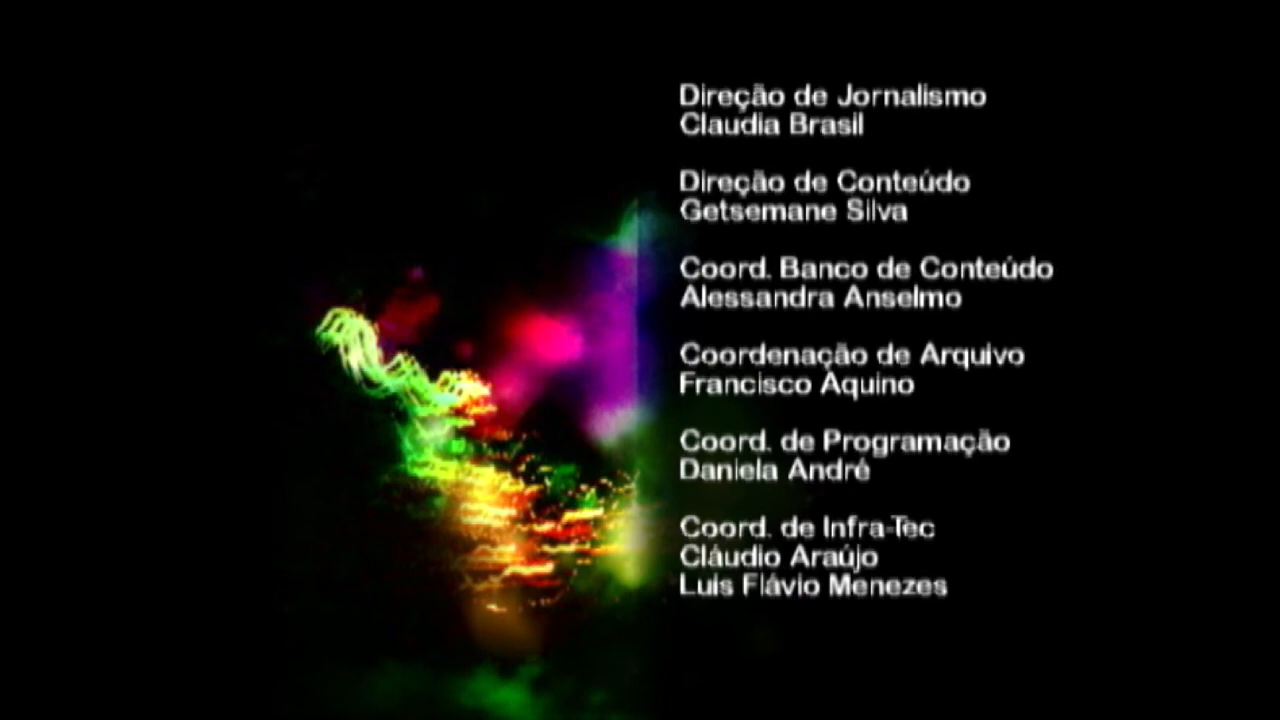 Direção de Jornalismo
Claudia Brasil
Direção de Conteúdo
Getsemane Silva
Coord. Banco de Conteúdo
Alessandra Anselmo
Coordenação de Arquivo
Francisco Aquino
Coord. de Programação
Daniela André
Coord. de Infra-Tec
Cláudio Araújo
Luis Flávio Menezes